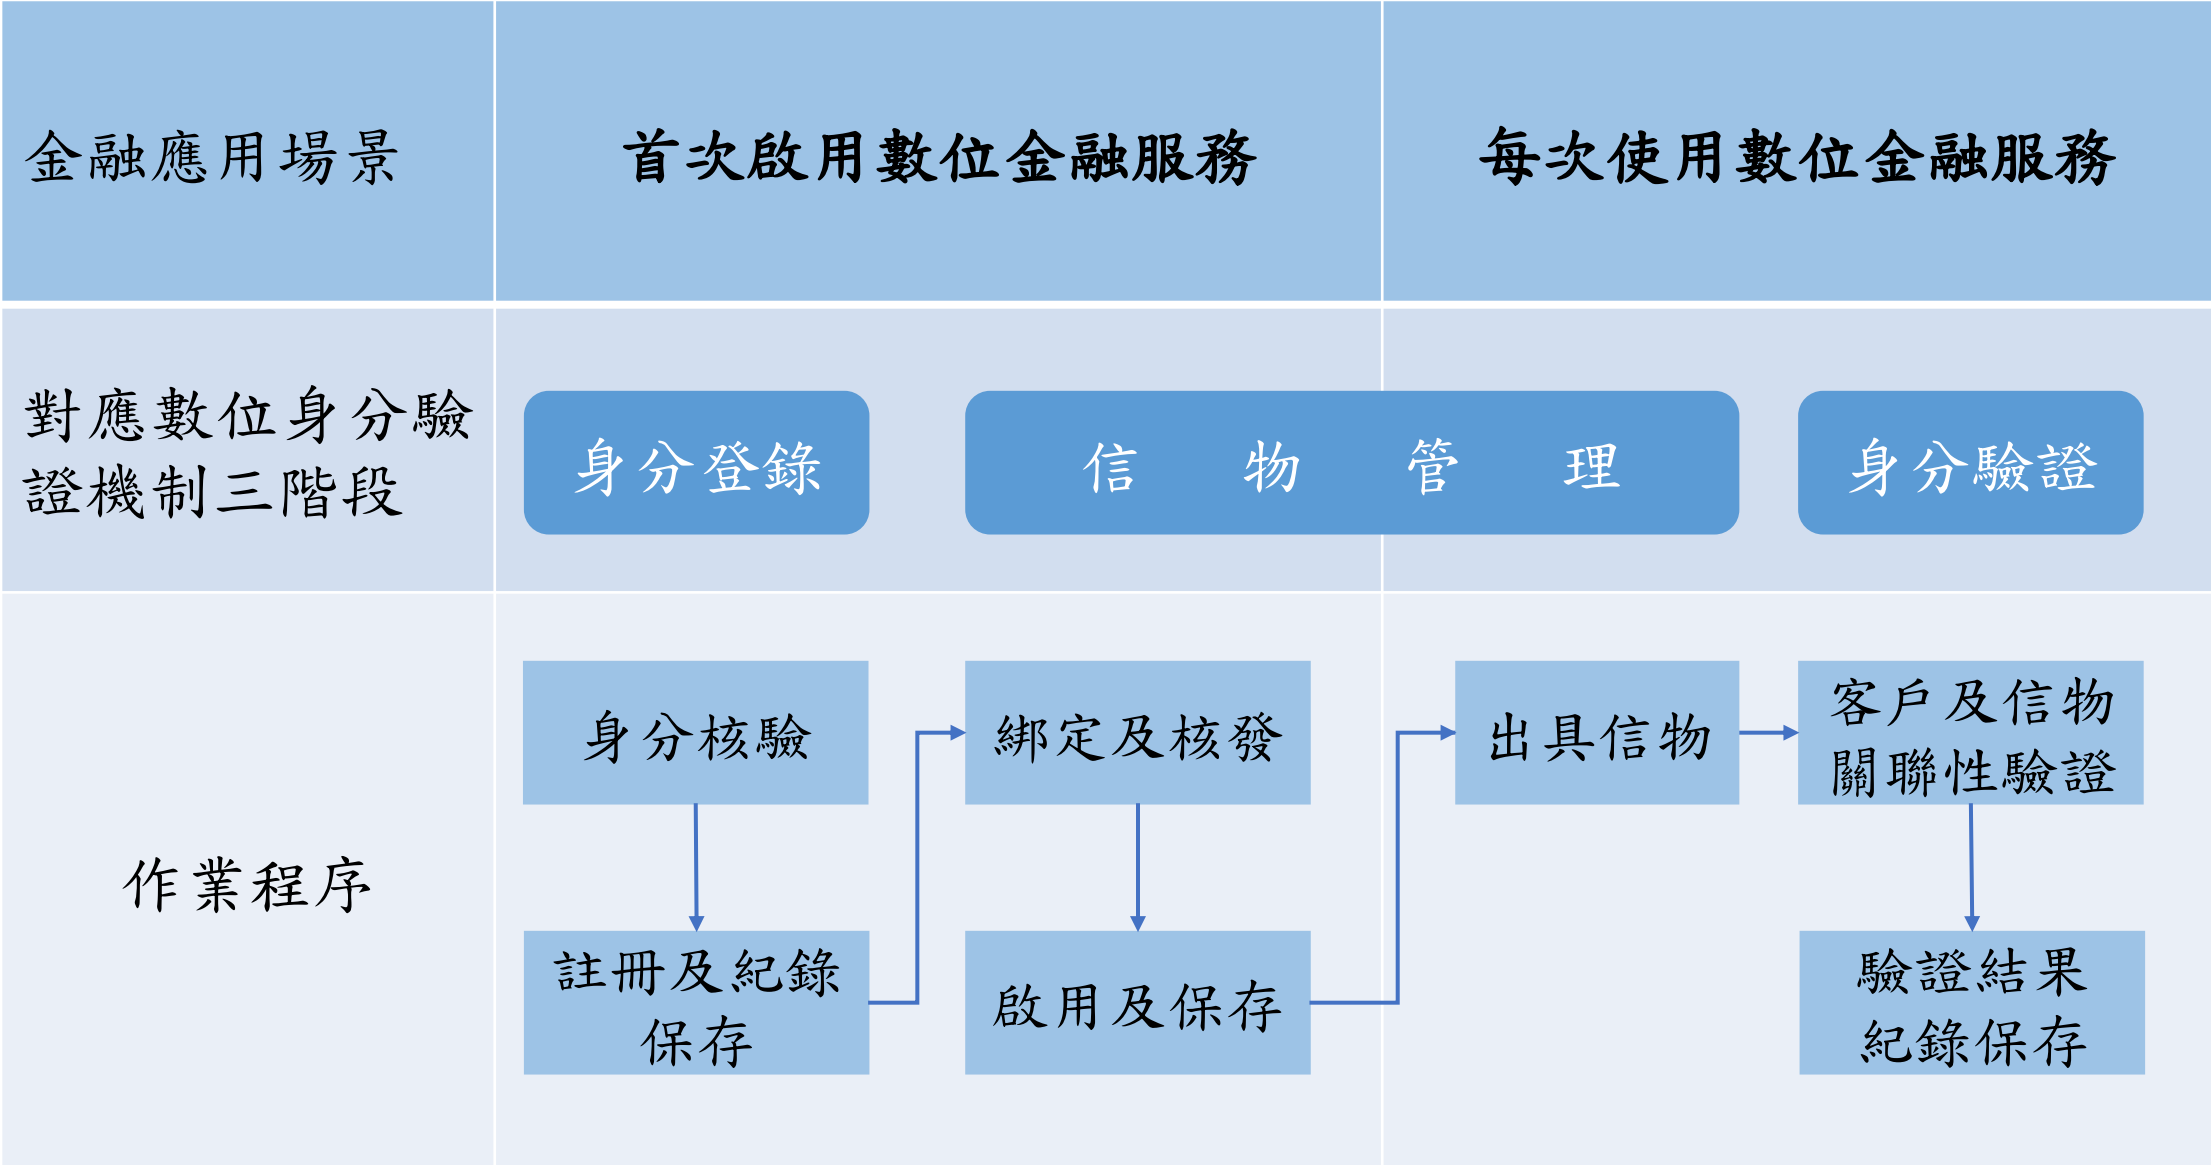 金融應用場景
首次啟用數位金融服務
每次使用數位金融服務
對應數位身分驗
證機制三階段
身分登錄
信物管理
身分驗證
作業程序
身分核驗
註冊及紀錄
保存
綁定及核發
啟用及保存
出具信物
客戶及信物
關聯性驗證
驗證結果
紀錄保存